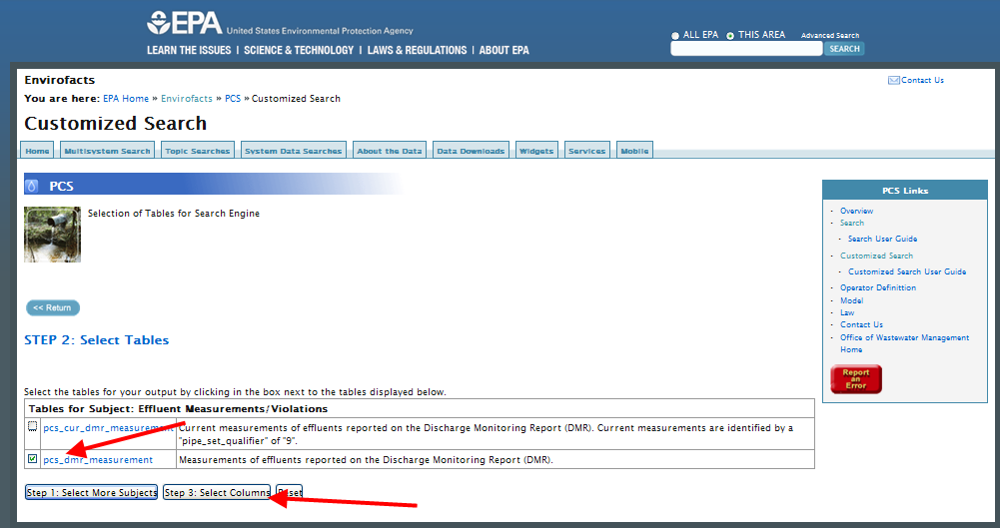 EPA United States Environmental Protection Agency
LEARN THE ISSUES | SCIENCE & TECHNOLOGY | LAWS & REGULATIONS | ABOUT EPA
ALL EPA THIS AREA Advanced Search
SEARCH
Envirofacts
Contact Us
You are here: EPA Home » Envirofacts » PCS » Customized Search
Customized Search
Home Multisystem Search Topic Searches System Data Searches About the Data Data Downloads Widgets Services Mobile
PCS
Selection of Tables for Search Engine
<< Return
STEP 2: Select Tables
Select the tables for your output by clicking in the box next to the tables displayed below.
Tables for Subject: Effluent Measurements/Violations
pcs_cur_dmr_measurement Current measurements of effluents reported on the Discharge Monitoring Report (DMR). Current measurements are identified by a
"pipe_set_qualifier" of "9".
pcs_dmr_measurement Measurements of effluents reported on the Discharge Monitoring Report (DMR).
Step 1: Select More Subjects Step 3: Select Columns Reset
PCS Links
- Overview
- Search
- Search User Guide
- Customized Search
- Customized Search User Guide
- Operator Definittion
- Model
- Law
- Contact Us
- Office of Wastewater Management
Home
Report
an
Error